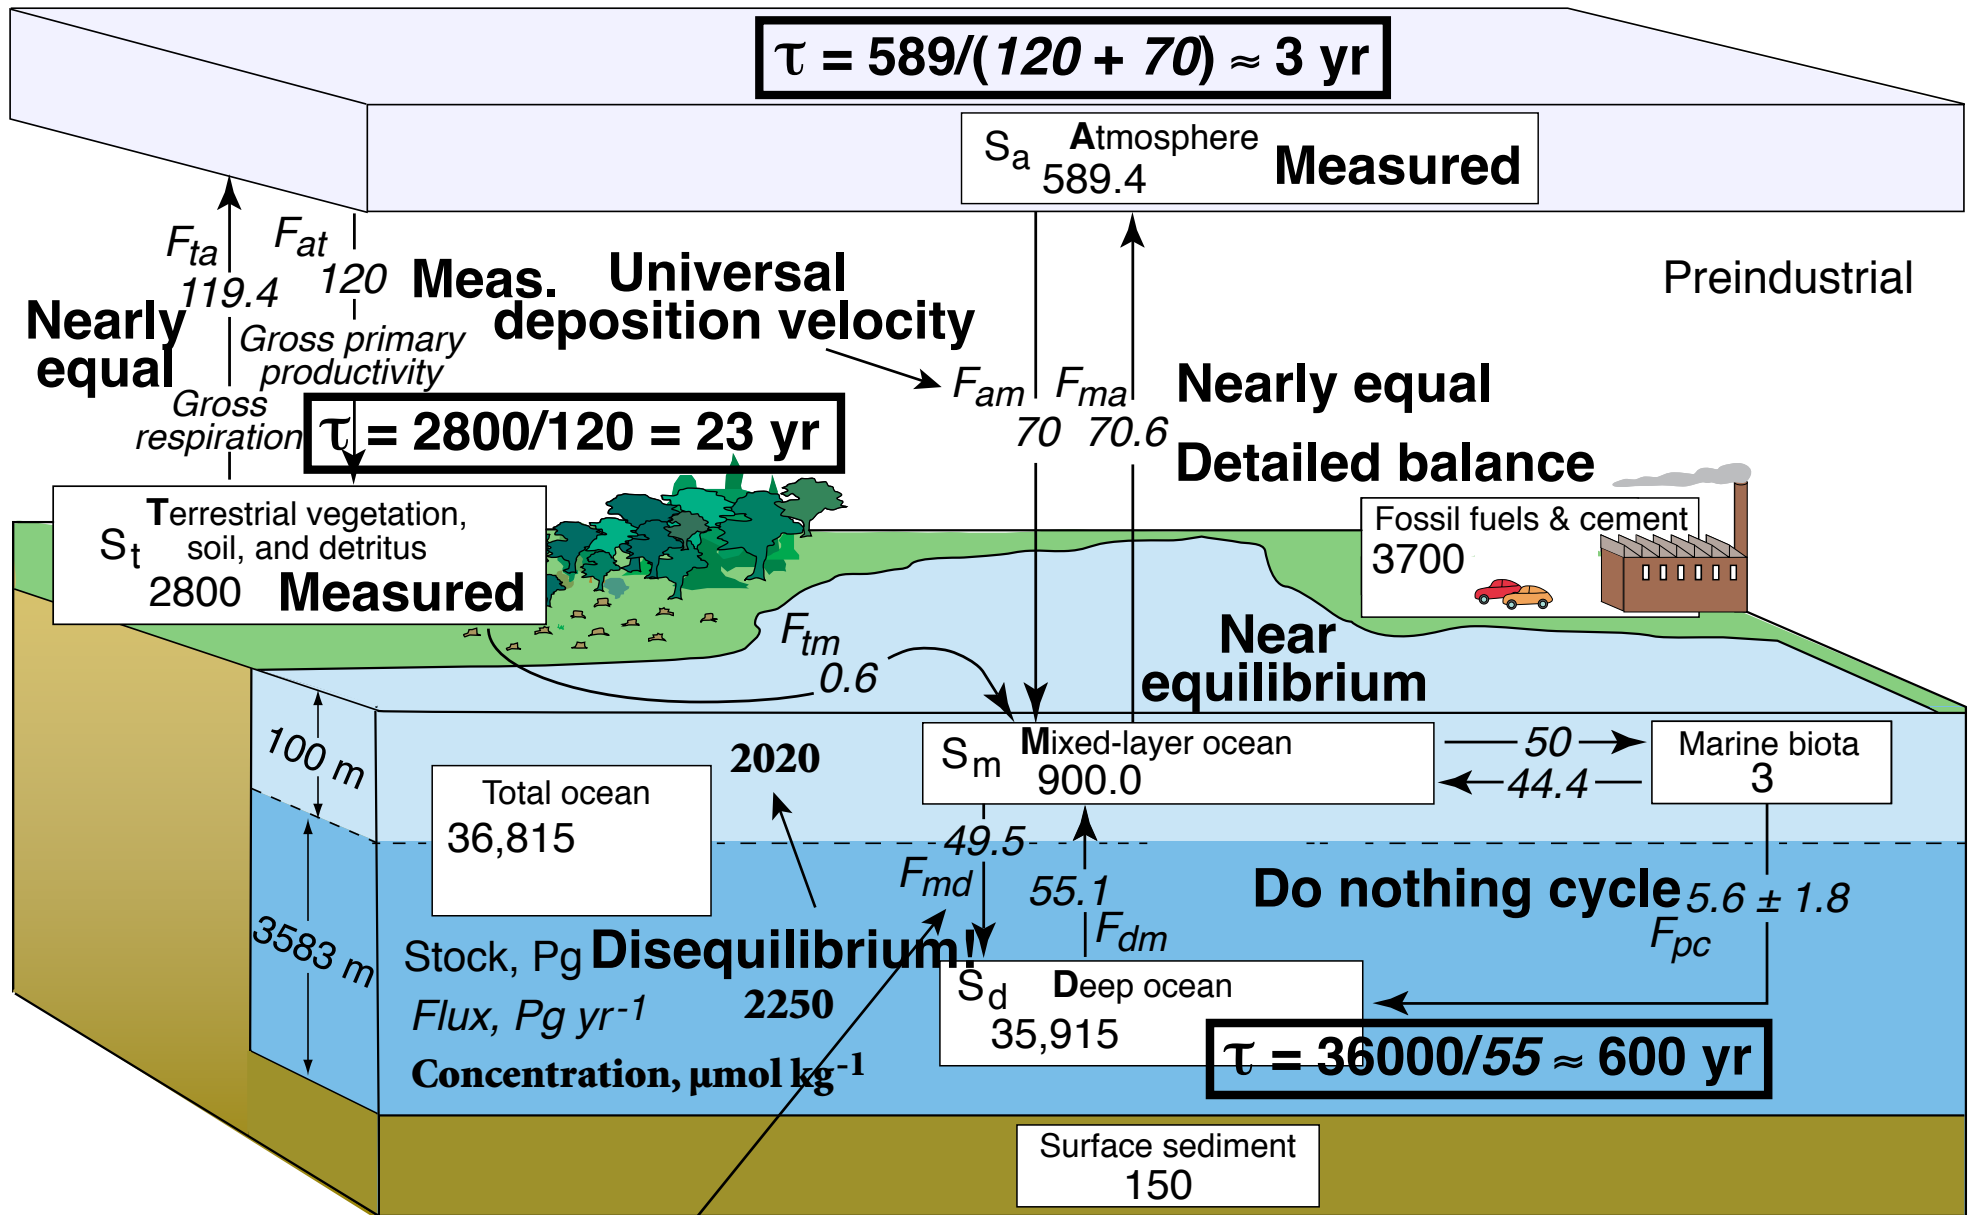 τ = 589/(120 + 70) ≈ 3 yr
Sa Atmosphere
589.4 Measured
Fta
119.4
Fat
120
Meas.
Universal
deposition velocity
Preindustrial
Nearly
equal
Gross primary
productivity
Gross
respiration
Fam
70
Fma
70.6
Nearly equal
Detailed balance
τ = 2800/120 = 23 yr
St Terrestrial vegetation,
soil, and detritus
2800 Measured
Fossil fuels & cement
3700
Ftm
0.6
Near
equilibrium
100 m
3583 m
Total ocean
36,815
2020
Sm Mixed-layer ocean
900.0
50
44.4
Marine biota
3
49.5
Fmd
55.1
Fdm
Do nothing cycle
5.6 ± 1.8
Fpc
Stock, Pg
Disequilibrium!
Flux, Pg yr-1
2250
Concentration, µmol kg-1
Sd Deep ocean
35,915
τ = 36000/55 ≈ 600 yr
Surface sediment
150